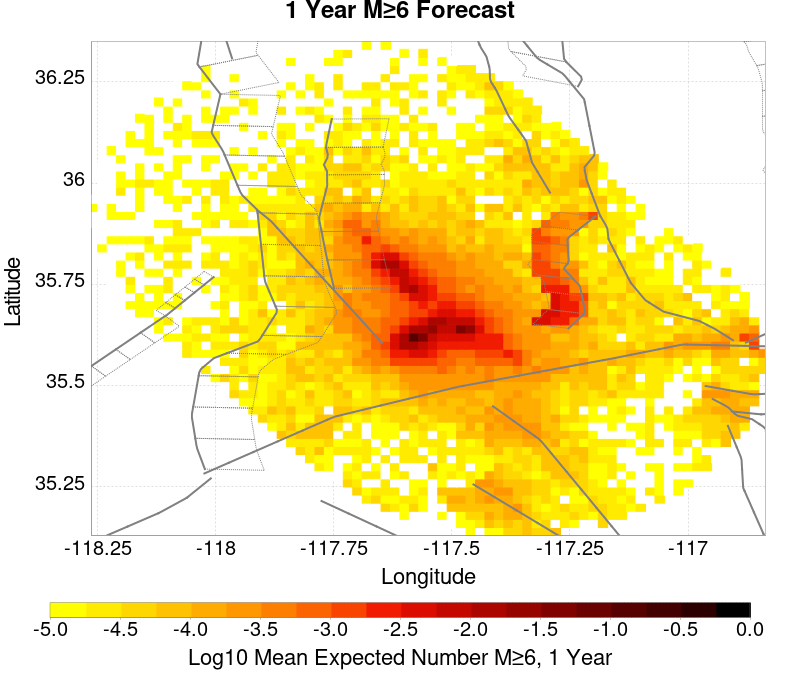 1 Year M≥6 Forecast
36.25
36
35.75
35.5
35.25
Latitude
-118.25 -118 -117.75 -117.5 -117.25 -117
Longitude
-5.0 -4.5 -4.0 -3.5 -3.0 -2.5 -2.0 -1.5 -1.0 -0.5 0.0
Log10 Mean Expected Number M≥6, 1 Year